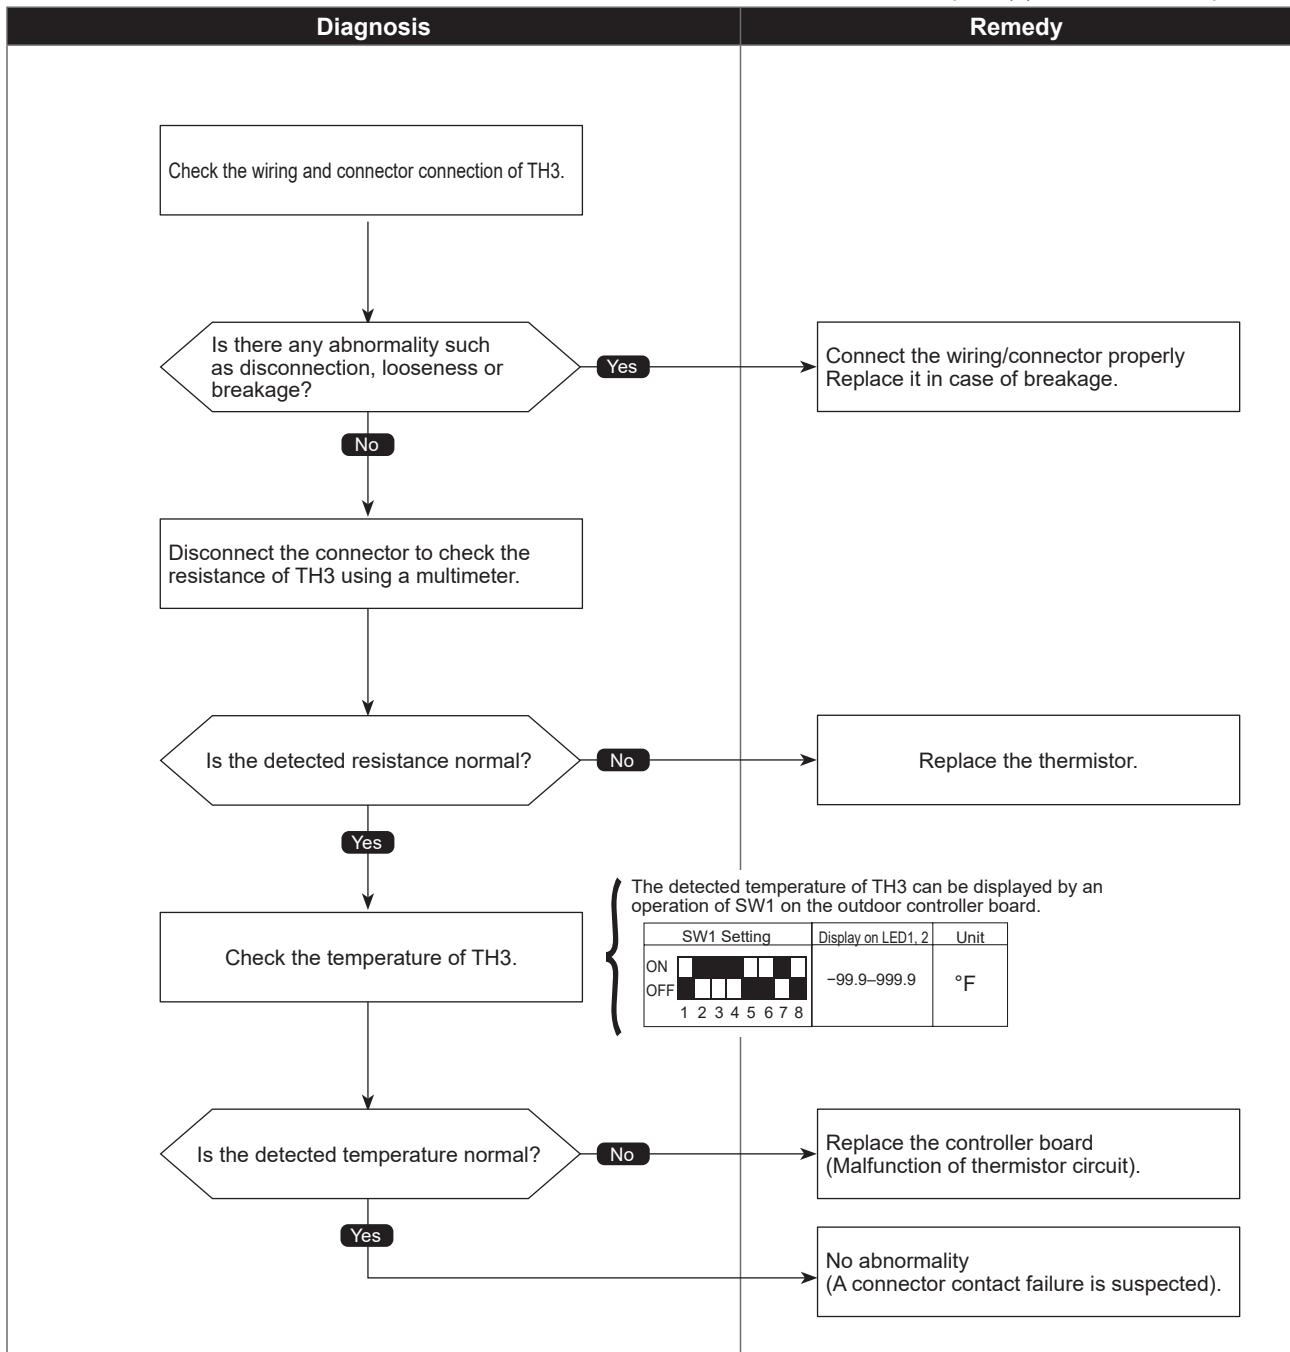 Diagnosis
Remedy
Check the wiring and connector connection of TH3.
Is there any abnormality such
as disconnection, looseness or
breakage?
Yes
Connect the wiring/connector properly
Replace it in case of breakage.
No
Disconnect the connector to check the
resistance of TH3 using a multimeter.
Is the detected resistance normal?
No
Replace the thermistor.
Yes
The detected temperature of TH3 can be displayed by an
operation of SW1 on the outdoor controller board.
Check the temperature of TH3.
SW1 Setting
Display on LED1, 2
Unit
ON
OFF
1 2 3 4 5 6 7 8
−99.9–999.9
°F
Is the detected temperature normal?
No
Replace the controller board
(Malfunction of thermistor circuit).
Yes
No abnormality
(A connector contact failure is suspected).